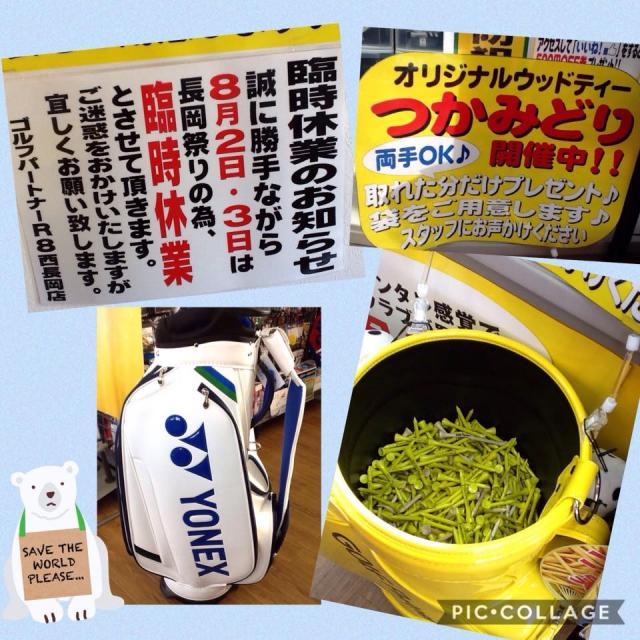 臨時休業のお知らせ
誠に勝手ながら
8月2日・3日は
長岡祭りの為、
臨時休業
とさせて頂きます。
ご迷惑をおかけいたしますが
宜しくお願い致します。
ゴルフパートナーR8西長岡店
オリジナルウッドティー
つかみどり
両手OK♪ 開催中!!
取れた分だけプレゼント♪
袋をご用意します♪
スタッフにお声かけください
YONEX
SAVE THE
WORLD
PLEASE...
PIC•COLLAGE